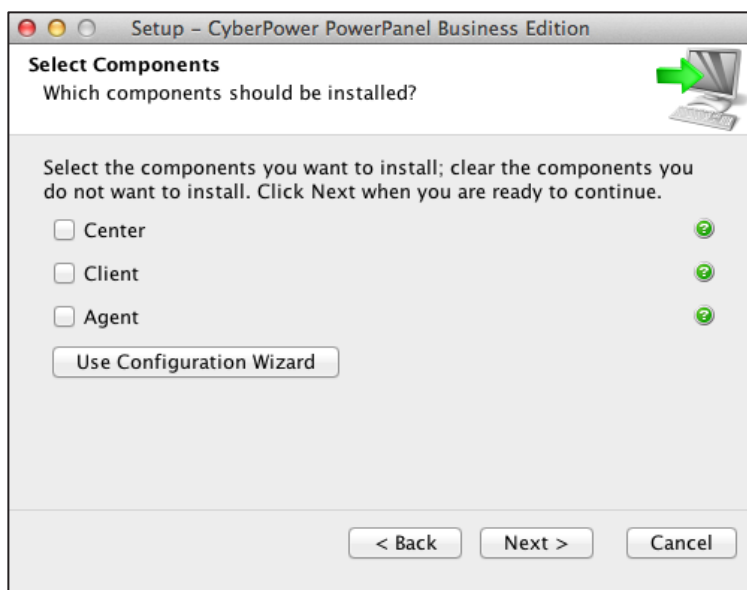 Setup – CyberPower PowerPanel Business Edition
Select Components
Which components should be installed?
Select the components you want to install; clear the components you
do not want to install. Click Next when you are ready to continue.
Center
?
Client
?
Agent
?
Use Configuration Wizard
< Back
Next >
Cancel